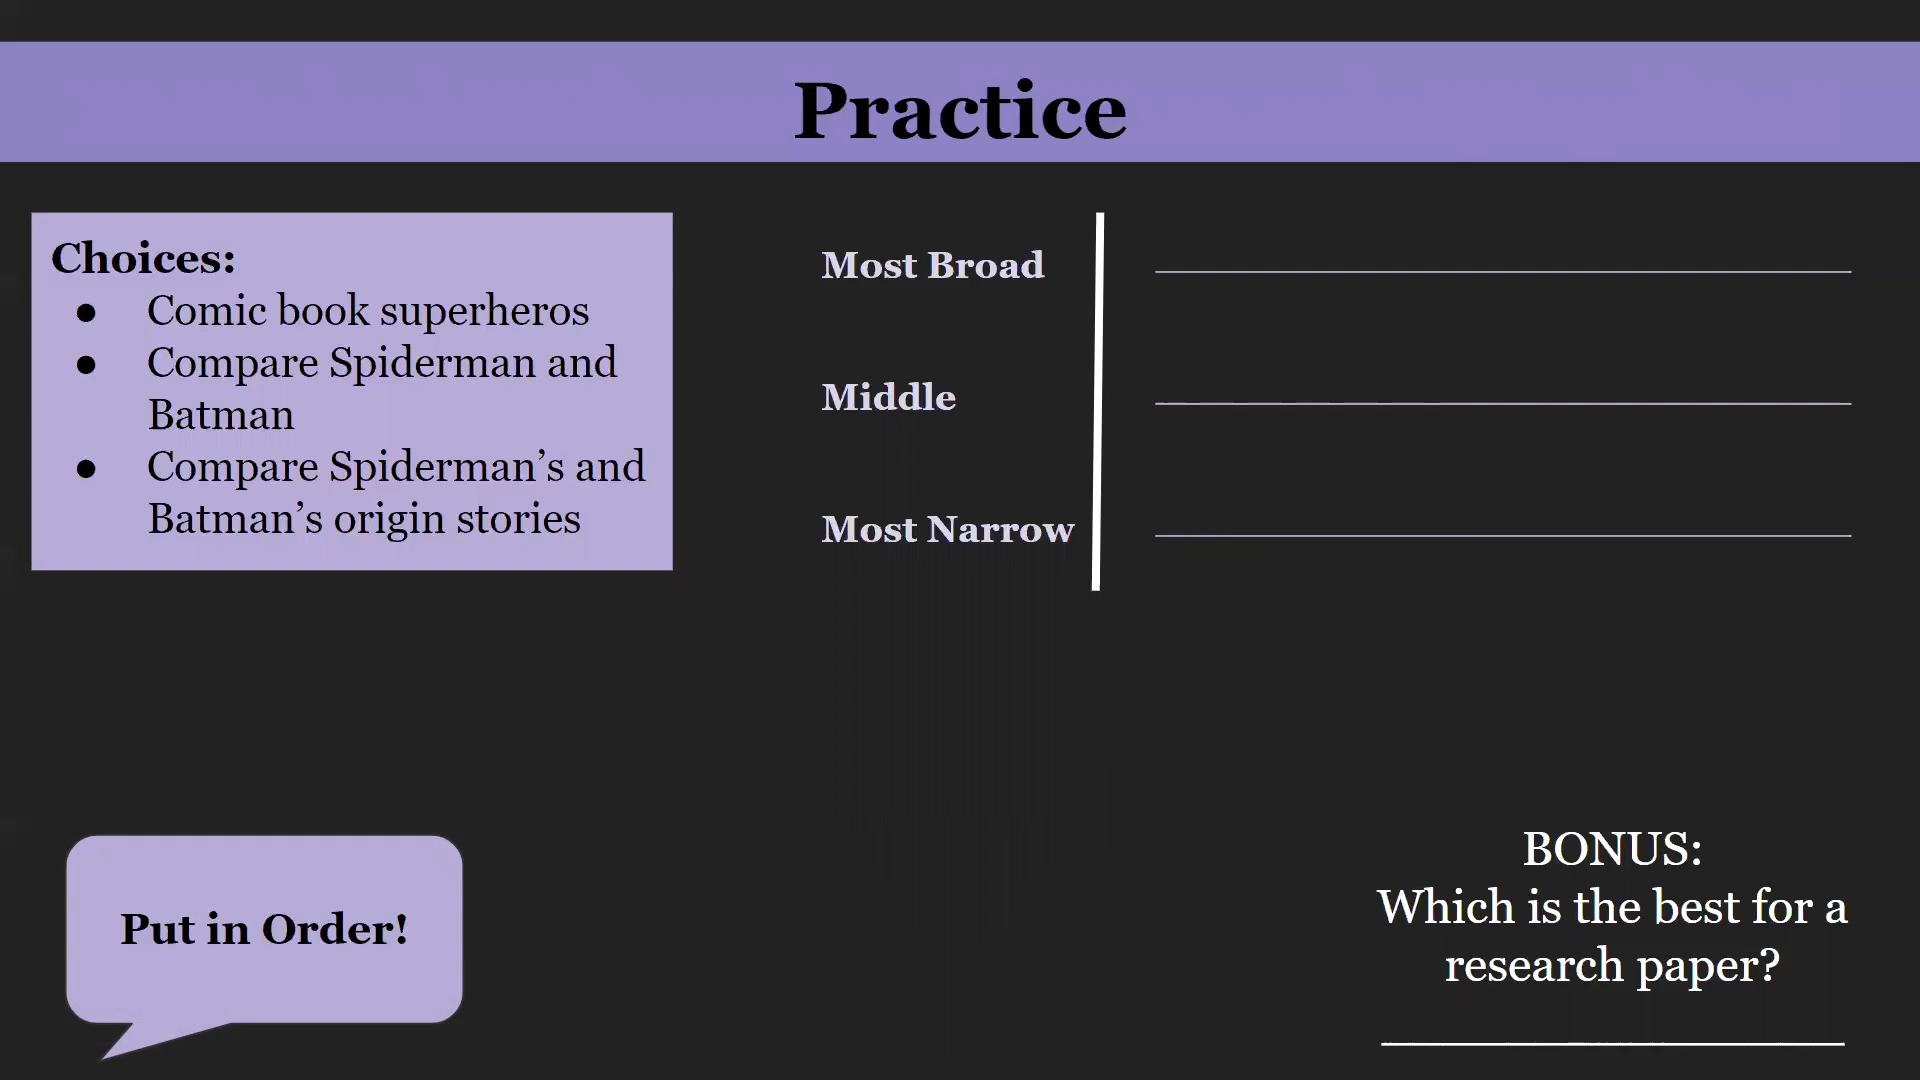 Practice
Choices:
● Comic book superheros
● Compare Spiderman and
Batman
● Compare Spiderman’s and
Batman’s origin stories
Most Broad
Middle
Most Narrow
Put in Order!
BONUS:
Which is the best for a
research paper?